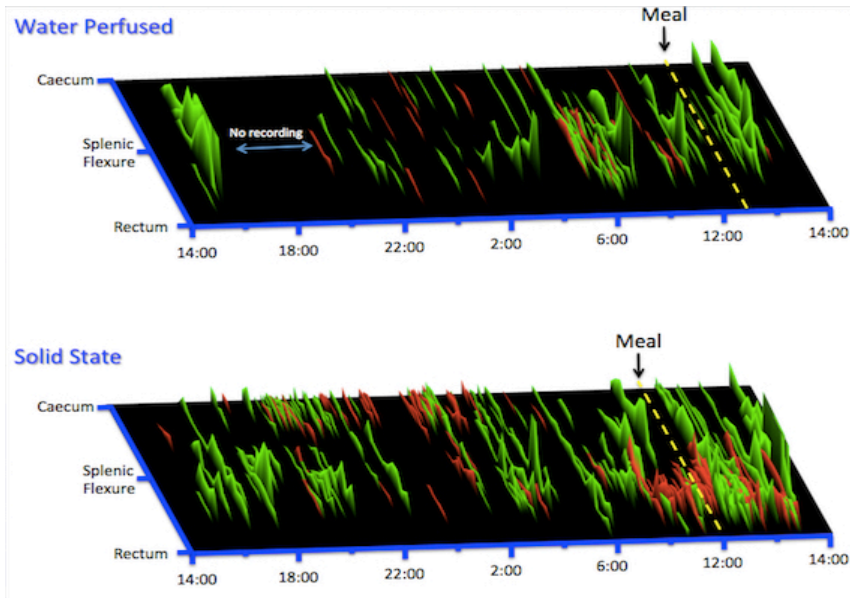 Water Perfused
Meal
Caecum
No recording
Splenic
Flexure
Rectum
14:00 18:00 22:00 2:00 6:00 12:00 14:00
Solid State
Meal
Caecum
Splenic
Flexure
Rectum
14:00 18:00 22:00 2:00 6:00 12:00 14:00